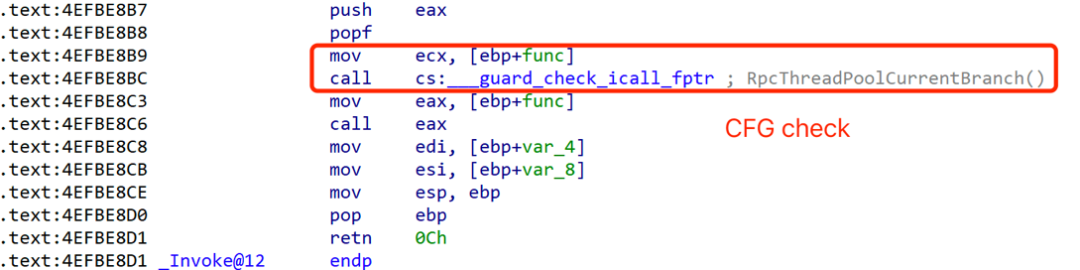 .text:4EFBE8B7 push eax
.text:4EFBE8B8 popf
.text:4EFBE8B9 mov ecx, [ebp+func]
.text:4EFBE8BC call cs:___guard_check_icall_fptr ; RpcThreadPoolCurrentBranch()
.text:4EFBE8C3 mov eax, [ebp+func]
.text:4EFBE8C6 call eax
.text:4EFBE8C8 mov edi, [ebp+var_4]
.text:4EFBE8CB mov esi, [ebp+var_8]
.text:4EFBE8CE mov esp, ebp
.text:4EFBE8D0 pop ebp
.text:4EFBE8D1 retn 0Ch
.text:4EFBE8D1 _Invoke@12 endp
CFG check